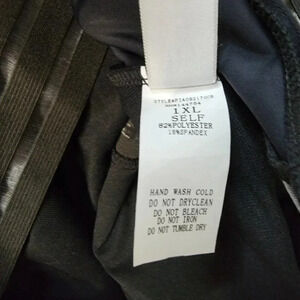 1XL
SELF
82%POLYESTER
18%SPANDEX
HAND WASH COLD
DO NOT DRYCLEAN
DO NOT BLEACH
DO NOT IRON
DO NOT TUMBLE DRY